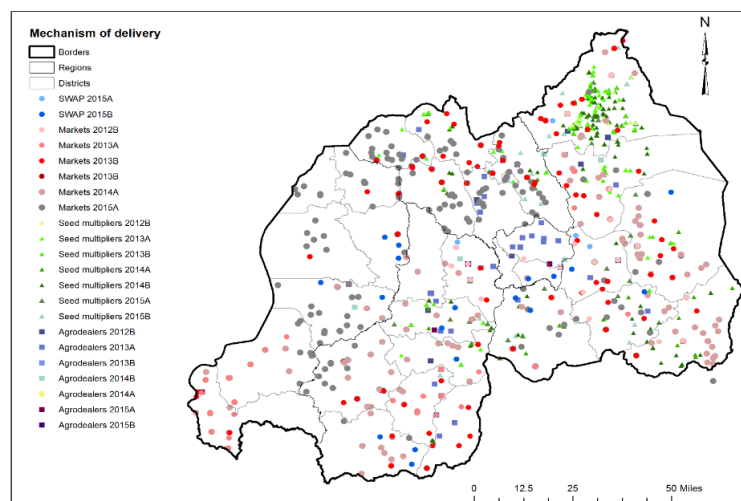 Mechanism of delivery
Borders
Regions
Districts
SWAP 2015A
SWAP 2015B
Markets 2012B
Markets 2013A
Markets 2013B
Markets 2013B
Markets 2014A
Markets 2015A
Seed multipliers 2012B
Seed multipliers 2013A
Seed multipliers 2013B
Seed multipliers 2014A
Seed multipliers 2014B
Seed multipliers 2015A
Seed multipliers 2015B
Agrodealers 2012B
Agrodealers 2013A
Agrodealers 2013B
Agrodealers 2014B
Agrodealers 2014A
Agrodealers 2015A
Agrodealers 2015B
N
0 12.5 25 50 Miles